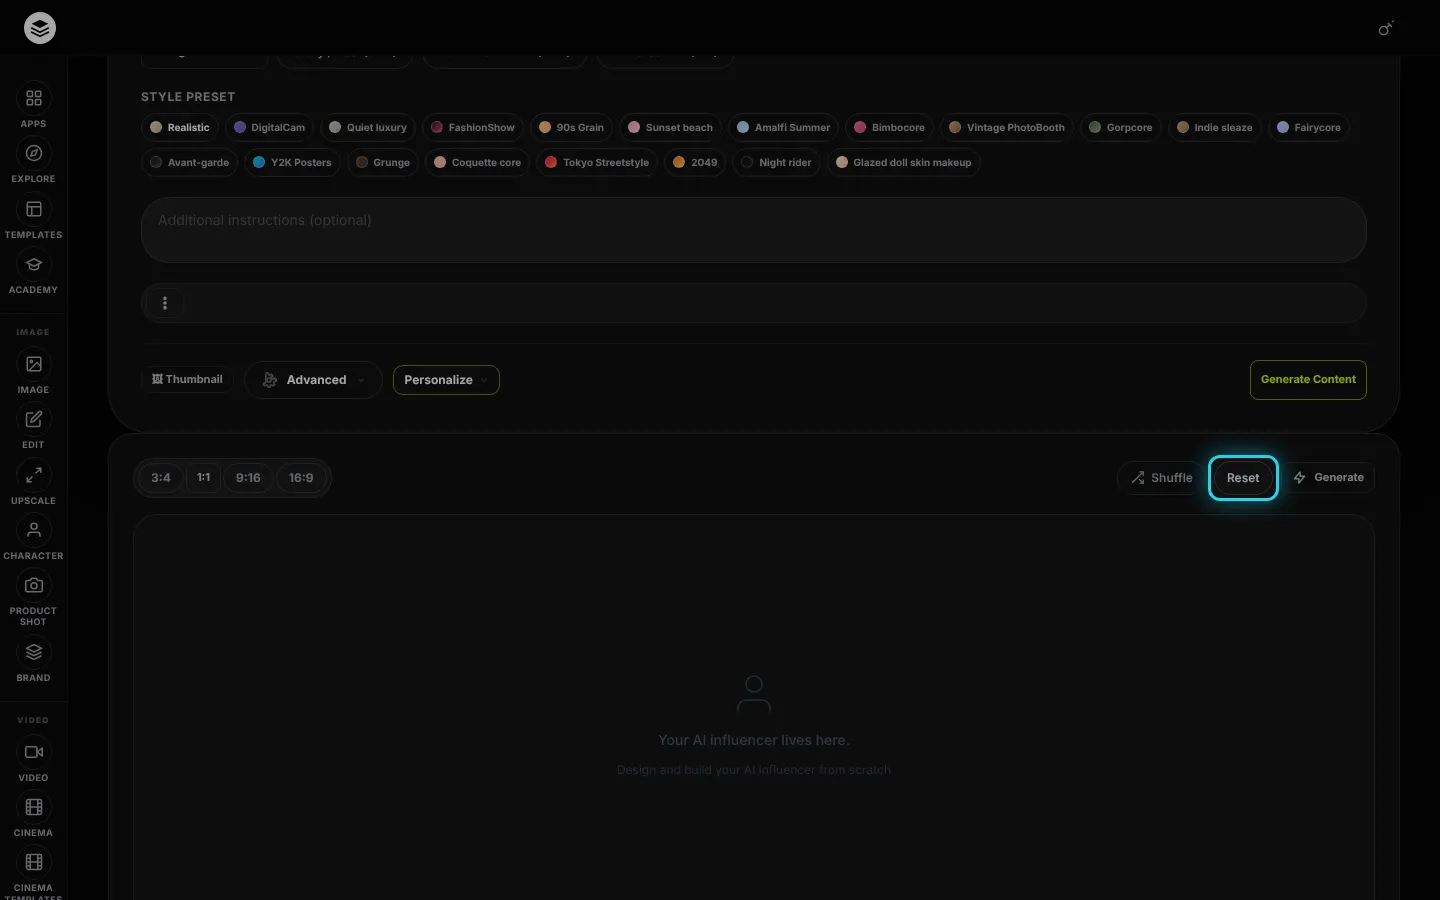 STYLE PRESET
Realistic
DigitalCam
Quiet luxury
FashionShow
90s Grain
Sunset beach
Amalfi Summer
Bimbocore
Vintage PhotoBooth
Gorpcore
Indie sleaze
Fairycore
Avant-garde
Y2K Posters
Grunge
Coquette core
Tokyo Streetstyle
2049
Night rider
Glazed doll skin makeup
Additional instructions (optional)
Thumbnail
Advanced
Personalize
Generate Content
3:4
1:1
9:16
16:9
Shuffle
Reset
Generate
Your AI influencer lives here.
Design and build your AI influencer from scratch
APPS
EXPLORE
TEMPLATES
ACADEMY
IMAGE
IMAGE
EDIT
UPSCALE
CHARACTER
PRODUCT
SHOT
BRAND
VIDEO
VIDEO
CINEMA
CINEMA
TEMPLATES